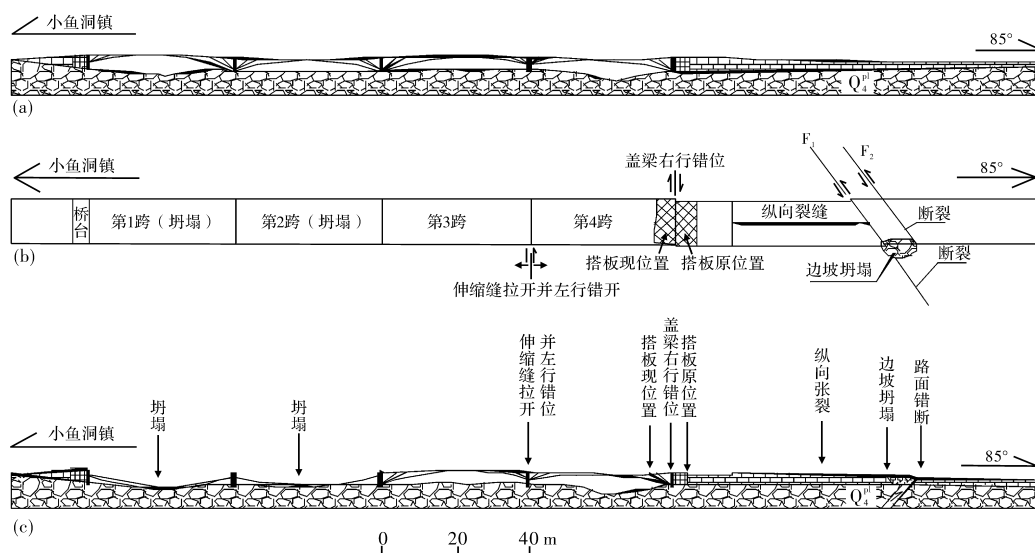 小鱼洞镇
85°
Q₄ᵖˡ
(a)
小鱼洞镇
盖梁右行错位
F₁
F₂
85°
桥台
第1跨（坍塌）
第2跨（坍塌）
第3跨
第4跨
纵向裂缝
断裂
(b)
搭板现位置
搭板原位置
边坡坍塌
断裂
伸缩缝拉开并左行错开
小鱼洞镇
坍塌
坍塌
伸缩缝拉开
并左行错位
搭板现位置
盖梁右行错位
搭板原位置
纵向张裂
边坡坍塌
路面错断
85°
Q₄ᵖˡ
(c)
0 20 40 m